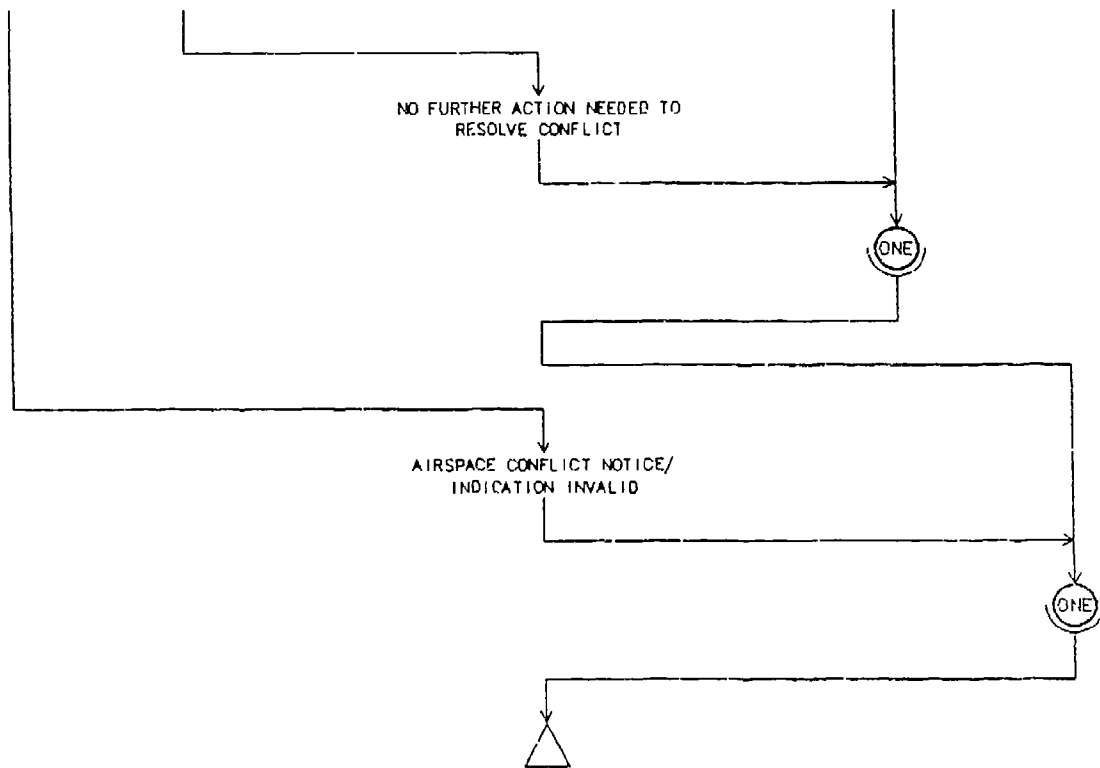 NO FURTHER ACTION NEEDED TO
RESOLVE CONFLICT
ONE
AIRSPACE CONFLICT NOTICE/
INDICATION INVALID
ONE